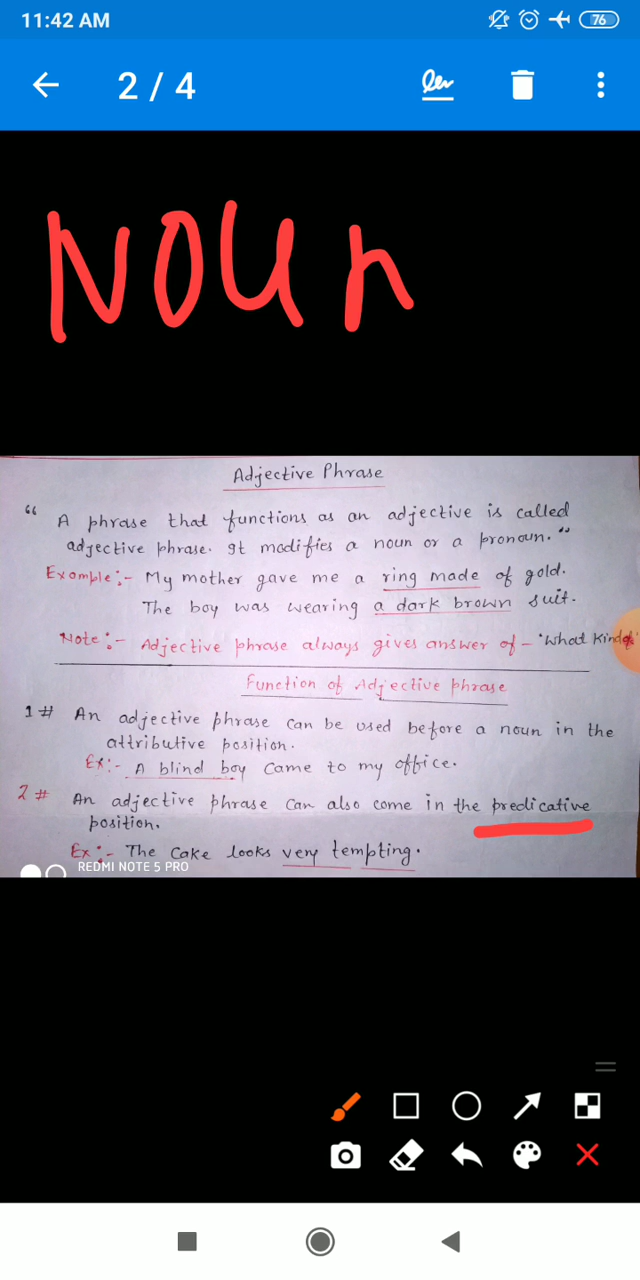 11:42 AM
76
2 / 4
Noun
Adjective Phrase
“ A phrase that functions as an adjective is called
adjective phrase. It modifies a noun or a pronoun.”
Example:- My mother gave me a ring made of gold.
The boy was wearing a dark brown suit.
Note:- Adjective phrase always gives answer of - 'What kind of'
Function of Adjective phrase
1# An adjective phrase can be used before a noun in the
attributive position.
Ex:- A blind boy came to my office.
2# An adjective phrase can also come in the predicative
position.
Ex:- The cake looks very tempting.
REDMI NOTE 5 PRO